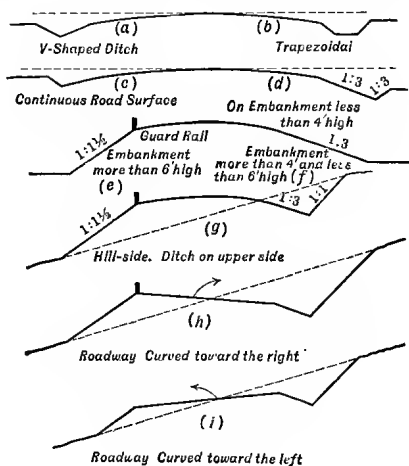 (a) (b)
V-Shaped Ditch Trapezoidal
(c) (d) 1:3 1:3
Continuous Road Surface
On Embankment less
than 4' high
1:1½ Guard Rail 1.3
Embankment
more than 6' high
Embankment
more than 4' and less
than 6' high (f)
(e)
1:1½ 1:3 1:1
(g)
Hill-side. Ditch on upper side
(h)
Roadway Curved toward the right
(i)
Roadway Curved toward the left